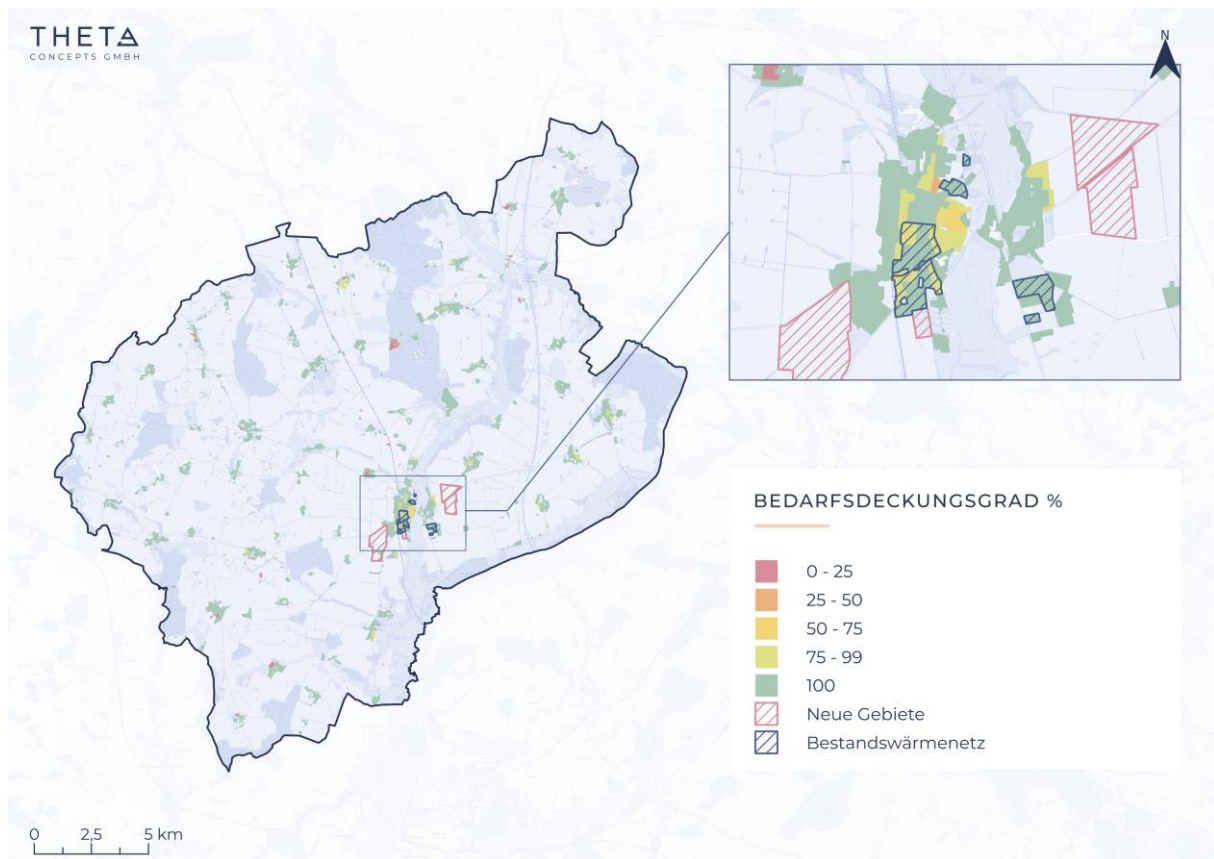 THETA
CONCEPTS GMBH
N
BEDARFSDECKUNGSGRAD %
0 - 25
25 - 50
50 - 75
75 - 99
100
Neue Gebiete
Bestandswärmenetz
0 2,5 5 km